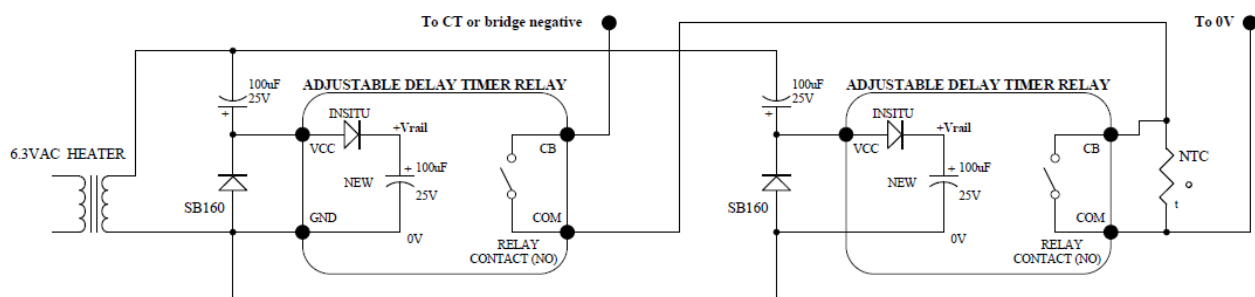 To CT or bridge negative
To 0V
100uF
25V
+
ADJUSTABLE DELAY TIMER RELAY
INSITU
+Vrail
VCC
CB
6.3VAC HEATER
+
100uF
NEW
25V
SB160
GND
COM
0V
RELAY
CONTACT (NO)
100uF
25V
+
ADJUSTABLE DELAY TIMER RELAY
INSITU
+Vrail
VCC
CB
NTC
+
100uF
NEW
25V
SB160
t
COM
0V
RELAY
CONTACT (NO)